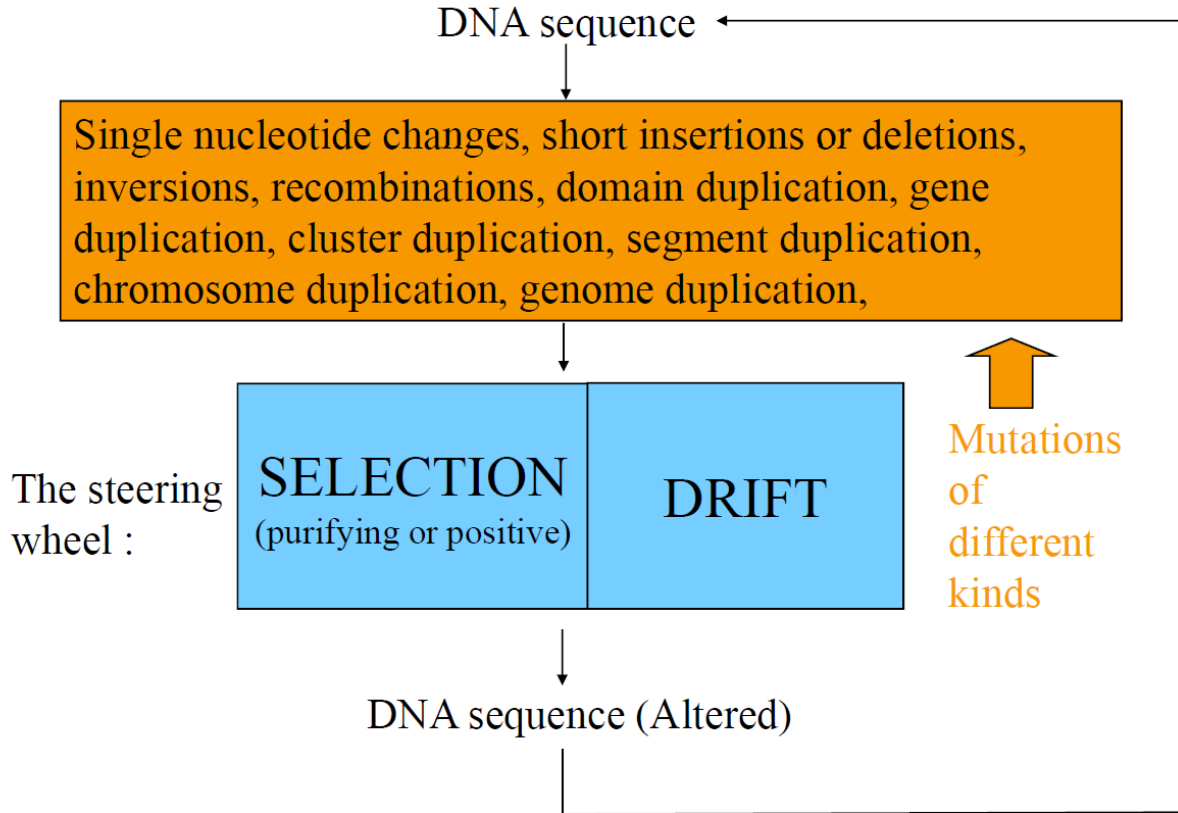 DNA sequence
Single nucleotide changes, short insertions or deletions,
inversions, recombinations, domain duplication, gene
duplication, cluster duplication, segment duplication,
chromosome duplication, genome duplication,
The steering
wheel :
SELECTION
(purifying or positive)
DRIFT
Mutations
of
different
kinds
DNA sequence (Altered)